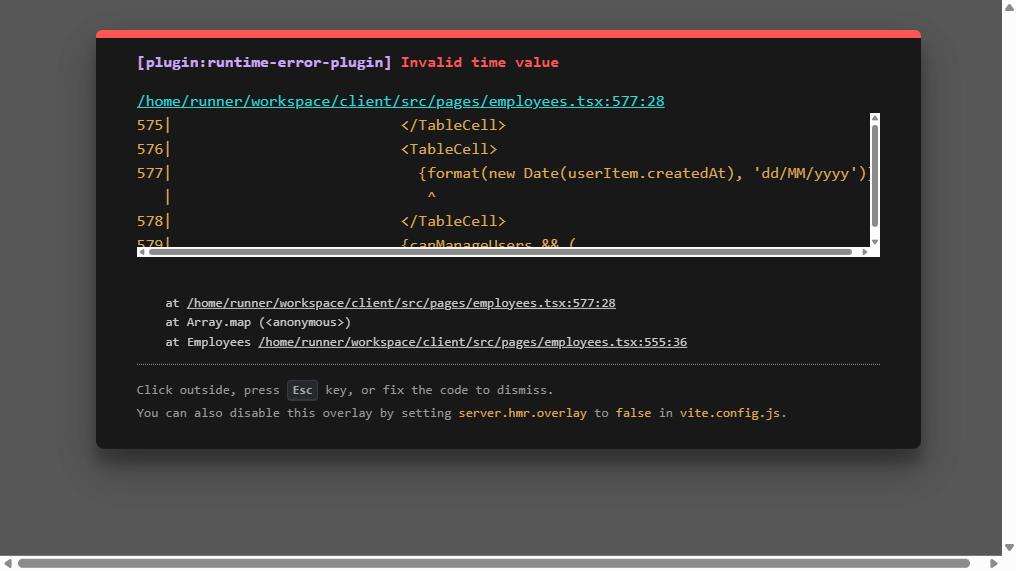 [plugin:runtime-error-plugin] Invalid time value
/home/runner/workspace/client/src/pages/employees.tsx:577:28
575|                          </TableCell>
576|                          <TableCell>
577|                            {format(new Date(userItem.createdAt), 'dd/MM/yyyy')}
   |                             ^
578|                          </TableCell>
579|                          {canManageUsers && (
at /home/runner/workspace/client/src/pages/employees.tsx:577:28
at Array.map (<anonymous>)
at Employees /home/runner/workspace/client/src/pages/employees.tsx:555:36
Click outside, press Esc key, or fix the code to dismiss.
You can also disable this overlay by setting server.hmr.overlay to false in vite.config.js.